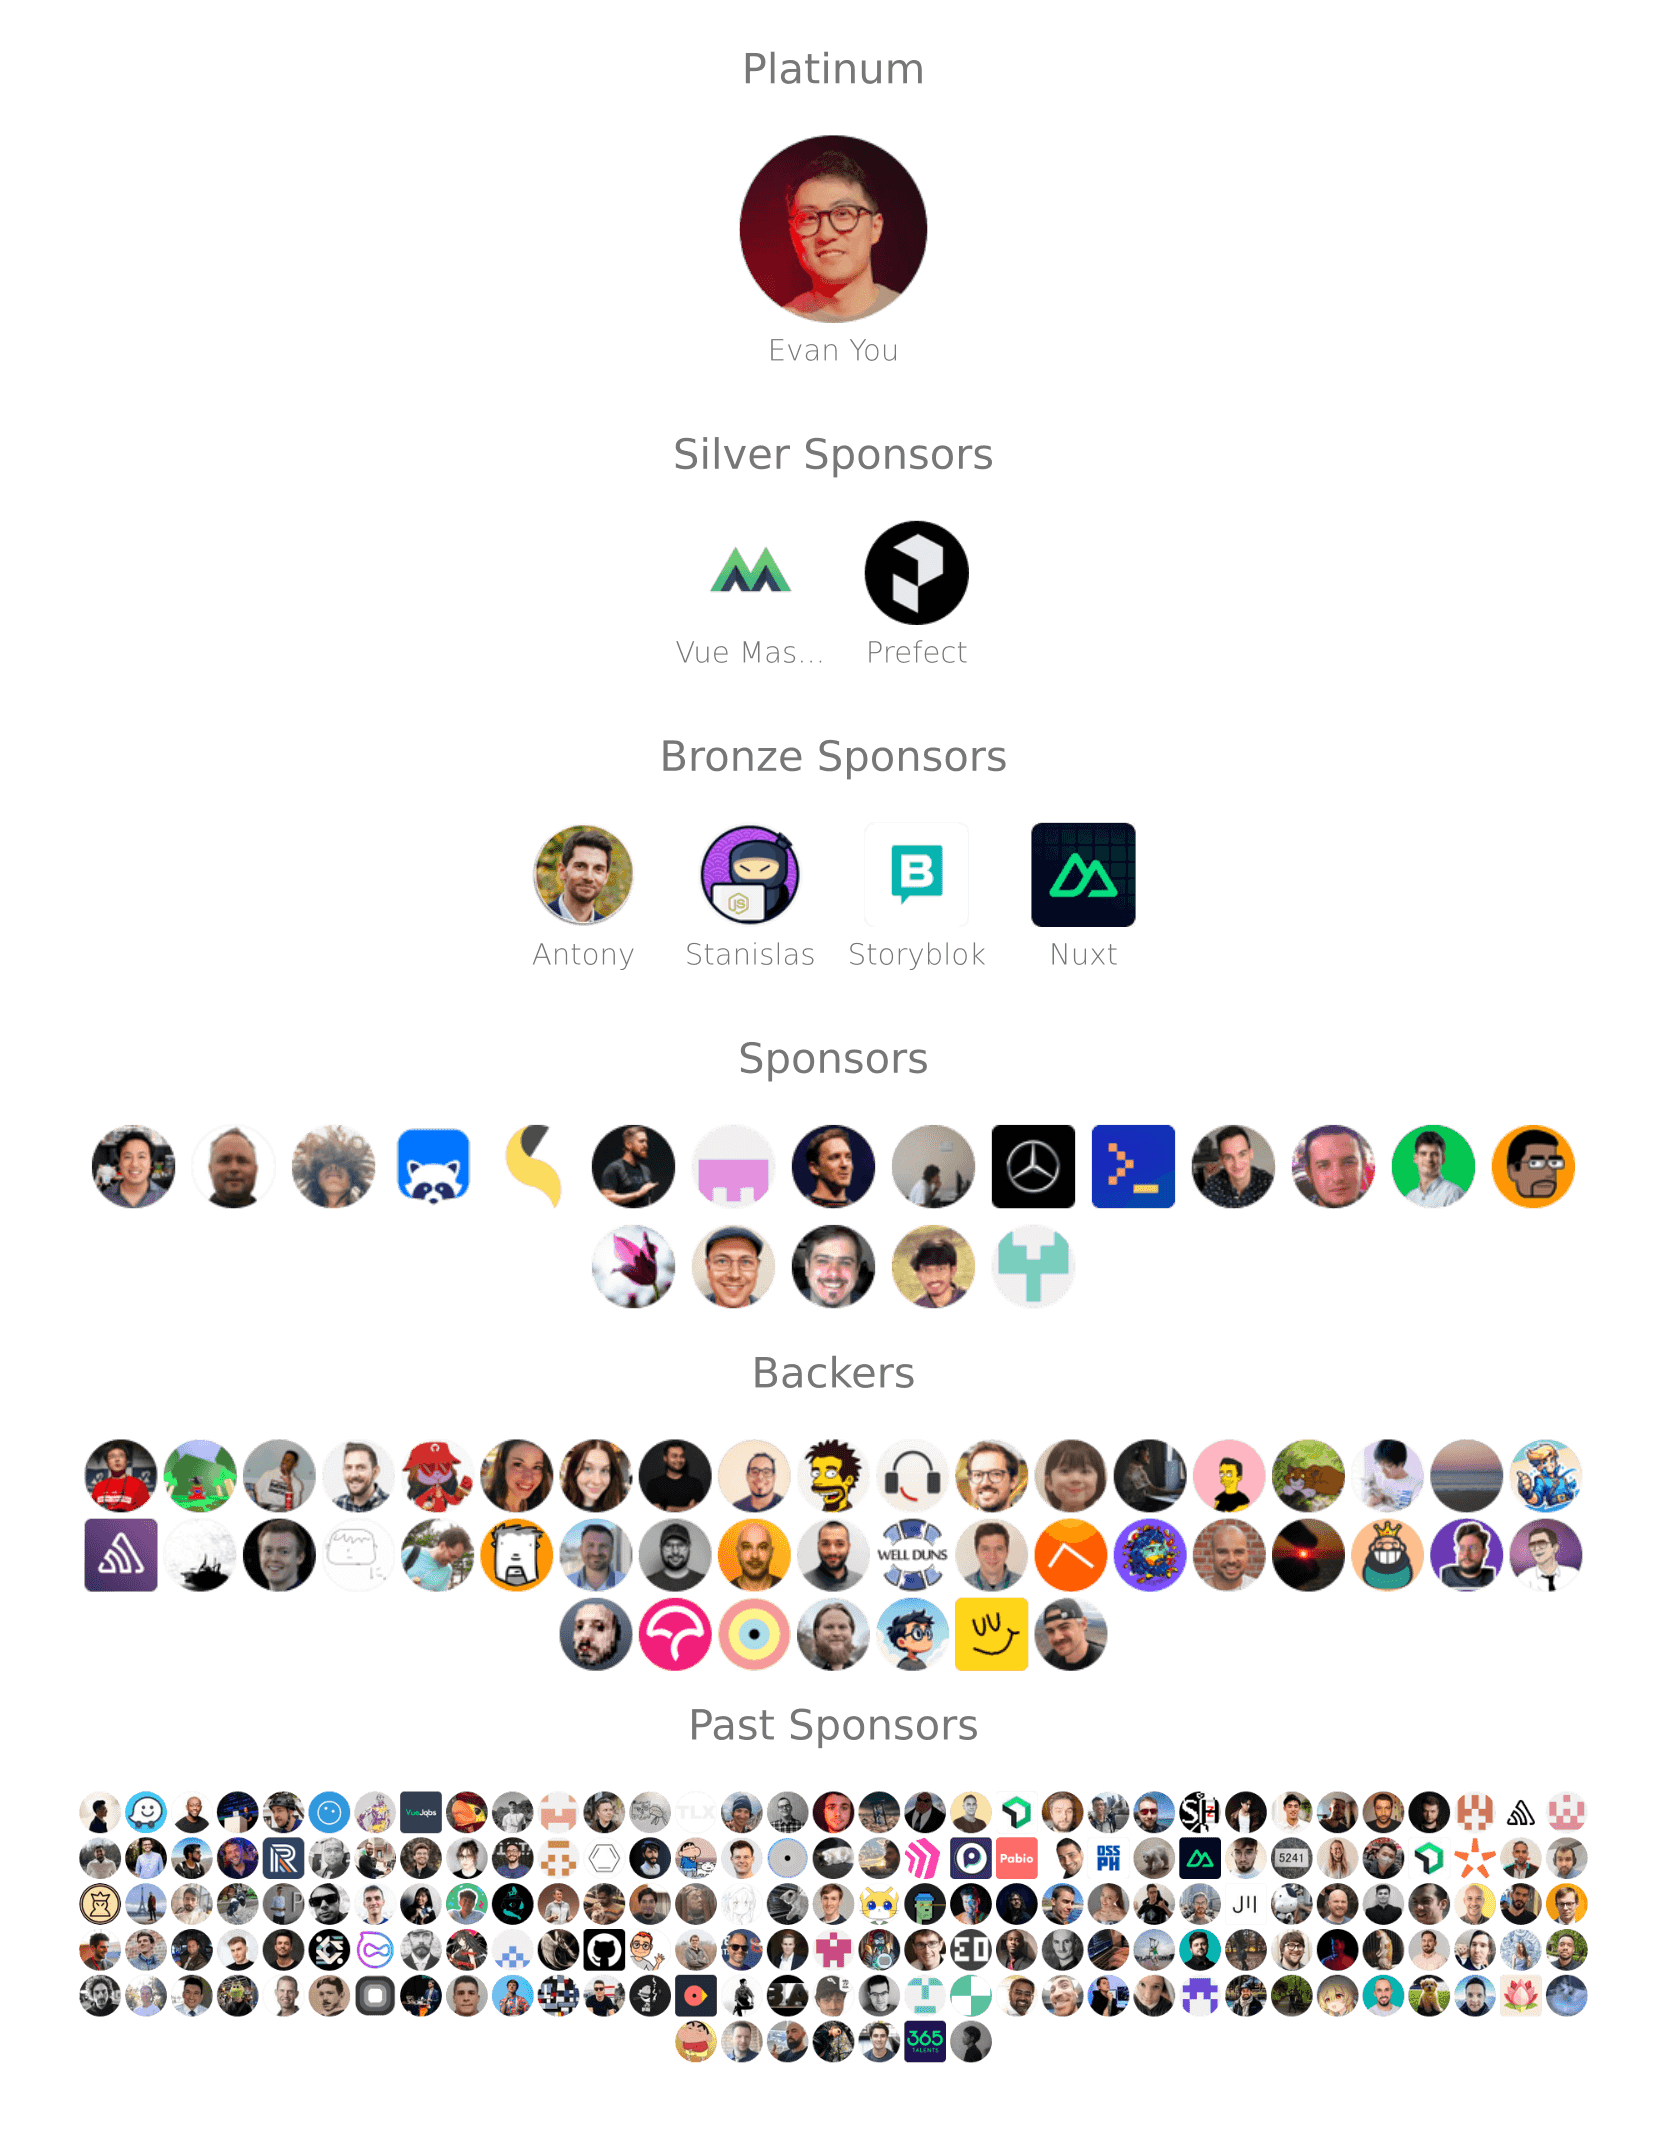 Platinum
Evan You
Silver Sponsors
Vue Mas...
Prefect
Bronze Sponsors
Antony
Stanislas
Storyblok
Nuxt
Sponsors
Backers
WELL DUNS
Past Sponsors
VueJobs
TLX
Pabio
OSS
PH
5241
365
TALENTS